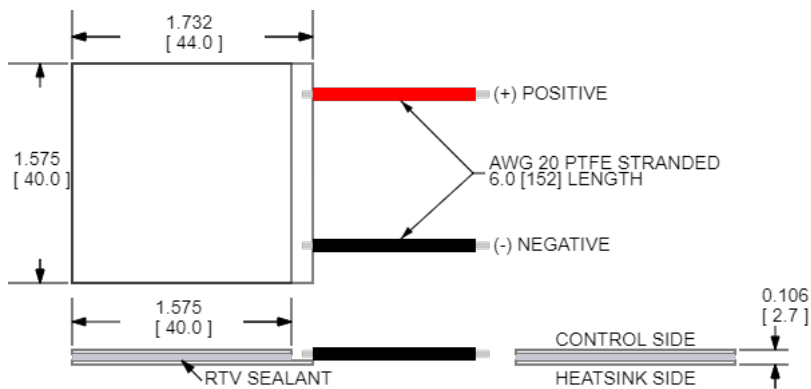 1.732
[ 44.0 ]
(+) POSITIVE
1.575
[ 40.0 ]
AWG 20 PTFE STRANDED
6.0 [152] LENGTH
(-) NEGATIVE
1.575
[ 40.0 ]
0.106
[ 2.7 ]
CONTROL SIDE
RTV SEALANT
HEATSINK SIDE